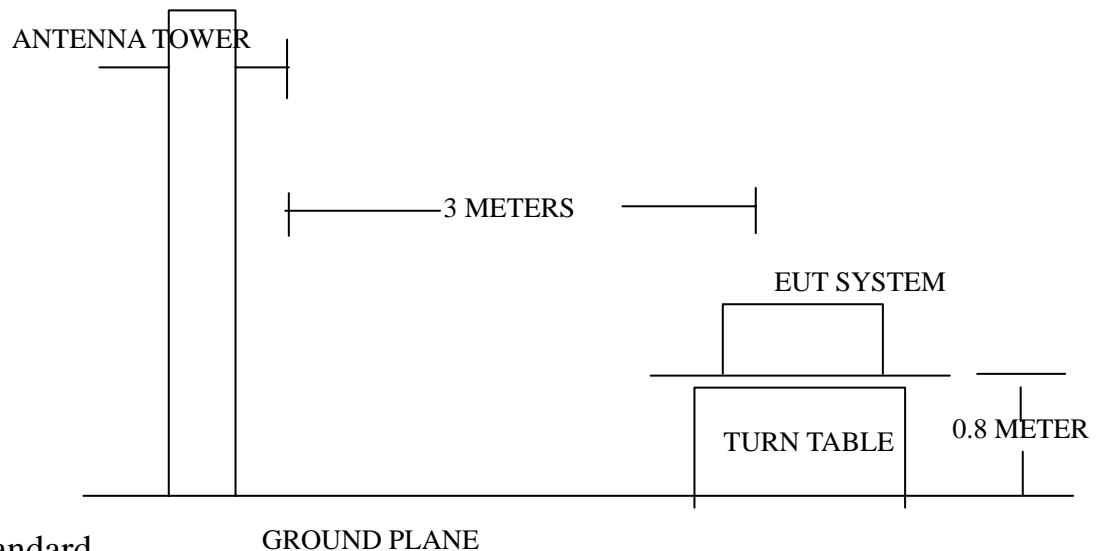 ANTENNA TOWER
3 METERS
EUT SYSTEM
TURN TABLE
0.8 METER
GROUND PLANE